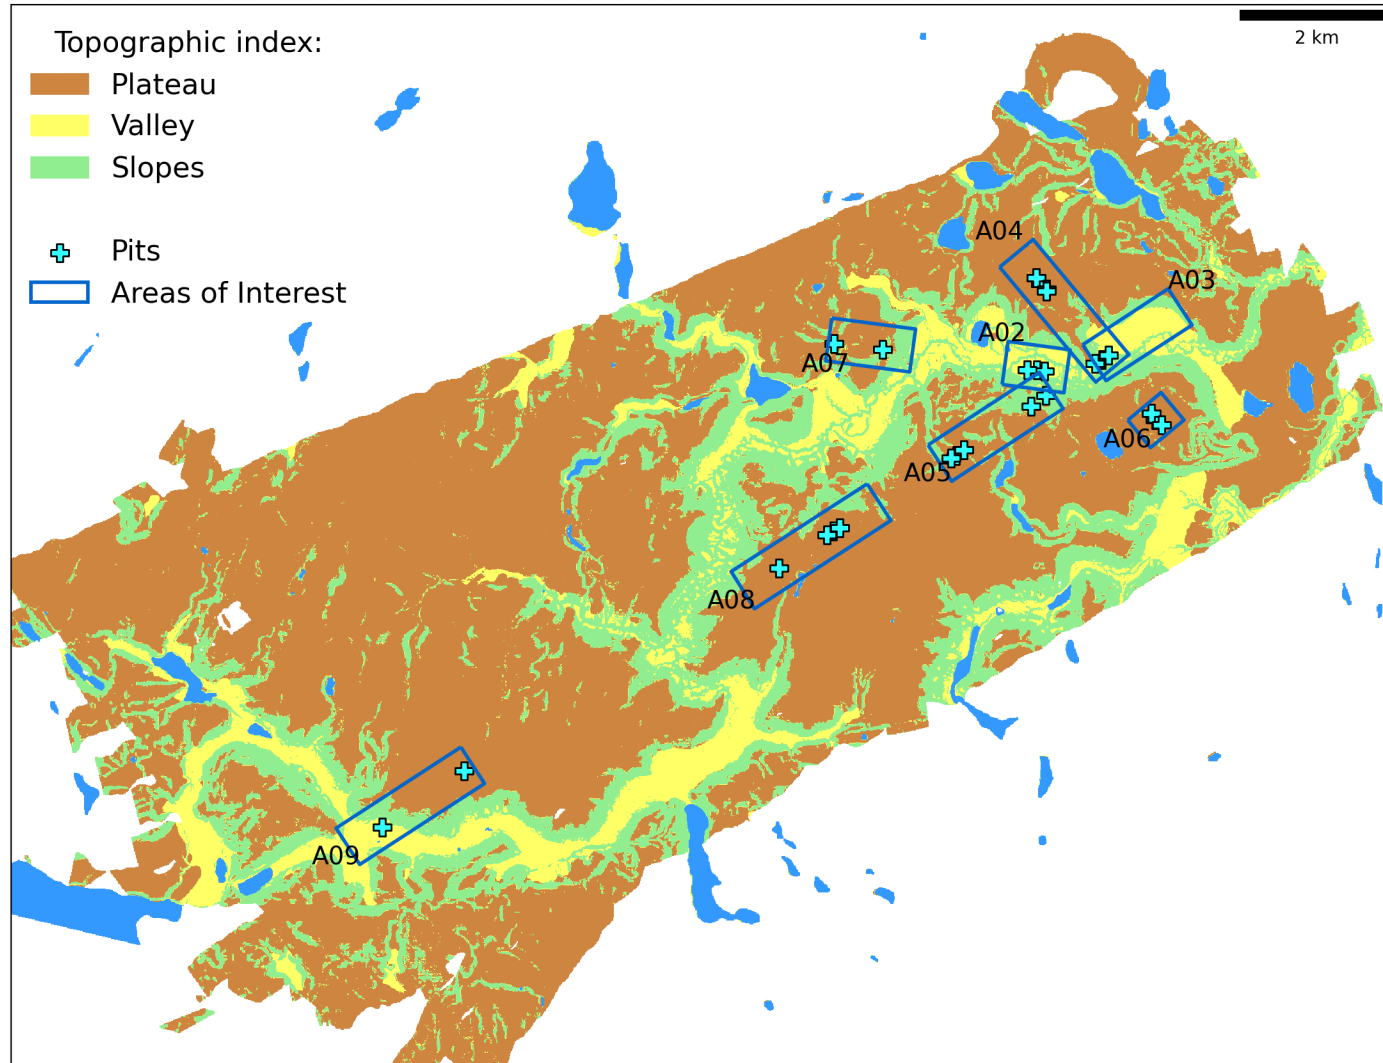 Topographic index:
Plateau
Valley
Slopes
Pits
Areas of Interest
2 km
A04
A03
A02
A07
A06
A05
A08
A09